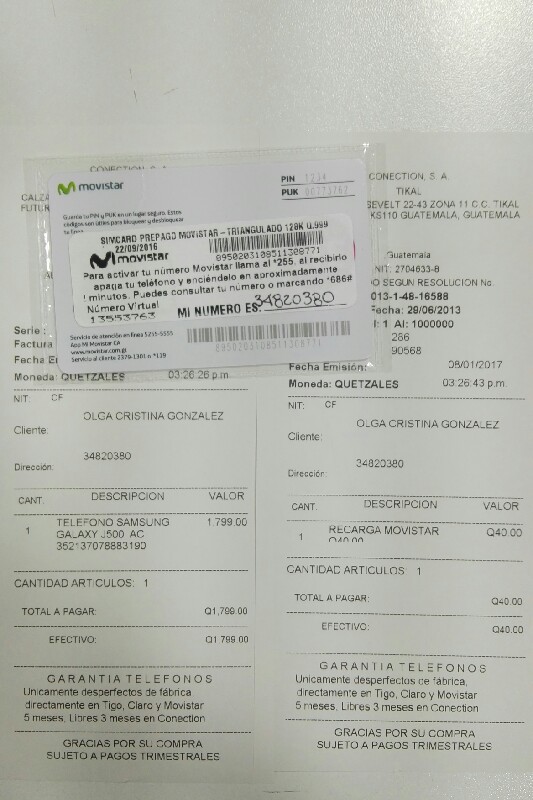 CONECTION, S. A.
movistar
PIN 1234
PUK
Guarda tu PIN y PUK en un lugar seguro. Estos
códigos son útiles para bloquear y desbloquear
tu línea
SIMCARD PREPAGO MOVISTAR - TRIANGULADO 128K Q.999
22/09/2016
movistar
8950203108511308771
Para activar tu número Movistar llama al *255, al recibirlo
apaga tu teléfono y enciéndelo en aproximadamente
minutos. Puedes consultar tu número o marcando *686#
Número Virtual
13553763
MI NUMERO ES: 34820380
Servicio de atención en línea 5215-5555
App Mi Movistar CA
www.movistar.com.gt
Servicio al cliente 2379-1301 o *139
8950203108511308771
CALZA
FUTUR
Serie :
Factura
Fecha E
Moneda: QUETZALES 03:26:26 p.m.
NIT: CF
OLGA CRISTINA GONZALEZ
Cliente:
34820380
Dirección:
CANT. DESCRIPCION VALOR
1 TELEFONO SAMSUNG 1,799.00
GALAXY J500 AC
352137078883190
CANTIDAD ARTICULOS: 1
TOTAL A PAGAR: Q1,799.00
EFECTIVO: Q1,799.00
GARANTIA TELEFONOS
Unicamente desperfectos de fábrica,
directamente en Tigo, Claro y Movistar
5 meses, Libres 3 meses en Conection
GRACIAS POR SU COMPRA
SUJETO A PAGOS TRIMESTRALES
CONECTION, S. A.
TIKAL
SEVELT 22-43 ZONA 11 C.C. TIKAL
KS110 GUATEMALA, GUATEMALA
Guatemala
NIT: 2704633-8
DO SEGUN RESOLUCION No.
013-1-48-16588
Fecha: 29/06/2013
l: 1 Al: 1000000
286
90568
Fecha Emisión: 08/01/2017
Moneda: QUETZALES 03:26:43 p.m.
NIT: CF
OLGA CRISTINA GONZALEZ
Cliente:
34820380
Dirección:
CANT. DESCRIPCION VALOR
1 RECARGA MOVISTAR Q40.00
Q40.00
CANTIDAD ARTICULOS: 1
TOTAL A PAGAR: Q40.00
EFECTIVO: Q40.00
GARANTIA TELEFONOS
Unicamente desperfectos de fábrica,
directamente en Tigo, Claro y Movistar
5 meses, Libres 3 meses en Conection
GRACIAS POR SU COMPRA
SUJETO A PAGOS TRIMESTRALES